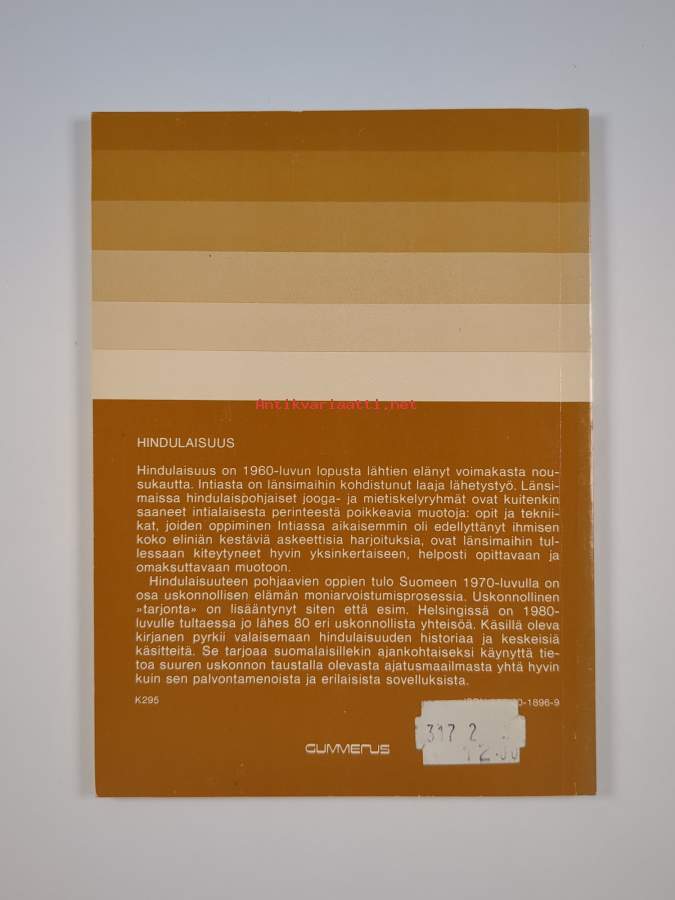 Antikvariaatti.net
HINDULAISUUS
Hindulaisuus on 1960-luvun lopusta lähtien elänyt voimakasta nou-
sukautta. Intiasta on länsimaihin kohdistunut laaja lähetystyö. Länsi-
maissa hindulaispohjaiset jooga- ja mietiskelyryhmät ovat kuitenkin
saaneet intialaisesta perinteestä poikkeavia muotoja: opit ja teknii-
kat, joiden oppiminen Intiassa aikaisemmin oli edellyttänyt ihmisen
koko eliniän kestäviä askeettisia harjoituksia, ovat länsimaihin tul-
lessaan kiteytyneet hyvin yksinkertaiseen, helposti opittavaan ja
omaksuttavaan muotoon.
Hindulaisuuteen pohjaavien oppien tulo Suomeen 1970-luvulla on
osa uskonnollisen elämän moniarvoistumisprosessia. Uskonnollinen
»tarjonta» on lisääntynyt siten että esim. Helsingissä on 1980-
luvulle tultaessa jo lähes 80 eri uskonnollista yhteisöä. Käsillä oleva
kirjanen pyrkii valaisemaan hindulaisuuden historiaa ja keskeisiä
käsitteitä. Se tarjoaa suomalaisillekin ajankohtaiseksi käynyttä tie-
toa suuren uskonnon taustalla olevasta ajatusmaailmasta yhtä hyvin
kuin sen palvontamenoista ja erilaisista sovelluksista.
K295
0-1896-9
317 2
GUMMERUS